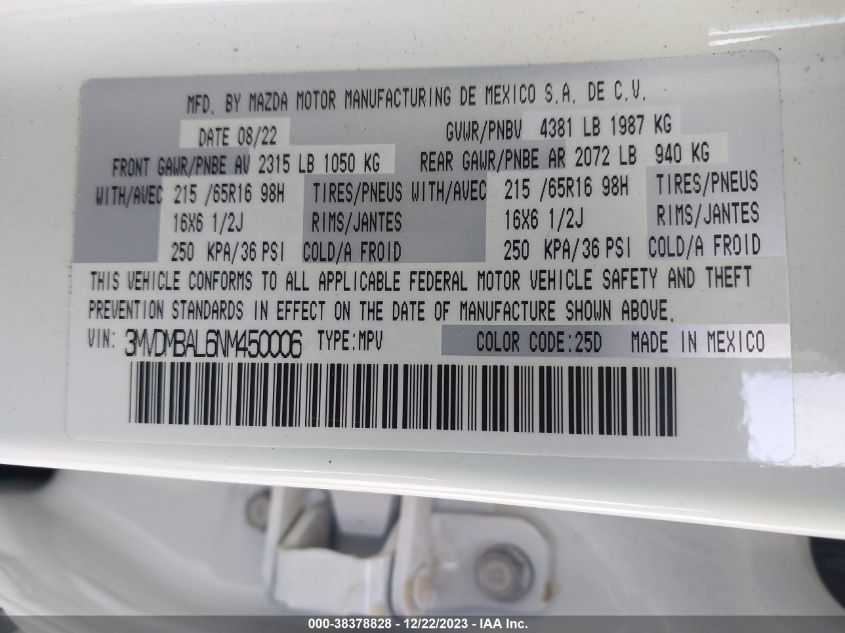 MFD. BY MAZDA MOTOR MANUFACTURING DE MEXICO S.A. DE C.V.
DATE 08/22 GVWR/PNBV 4381 LB 1987 KG
FRONT GAWR/PNBE AV 2315 LB 1050 KG REAR GAWR/PNBE AR 2072 LB 940 KG
WITH/AVEC 215 /65R16 98H TIRES/PNEUS WITH/AVEC 215 /65R16 98H TIRES/PNEUS
16X6 1/2J RIMS/JANTES 16X6 1/2J RIMS/JANTES
250 KPA/36 PSI COLD/A FROID 250 KPA/36 PSI COLD/A FROID
THIS VEHICLE CONFORMS TO ALL APPLICABLE FEDERAL MOTOR VEHICLE SAFETY AND THEFT
PREVENTION STANDARDS IN EFFECT ON THE DATE OF MANUFACTURE SHOWN ABOVE.
VIN: 3MVDMBAL6NM450006 TYPE:MPV COLOR CODE:25D MADE IN MEXICO
000-38378828 - 12/22/2023 - IAA Inc.